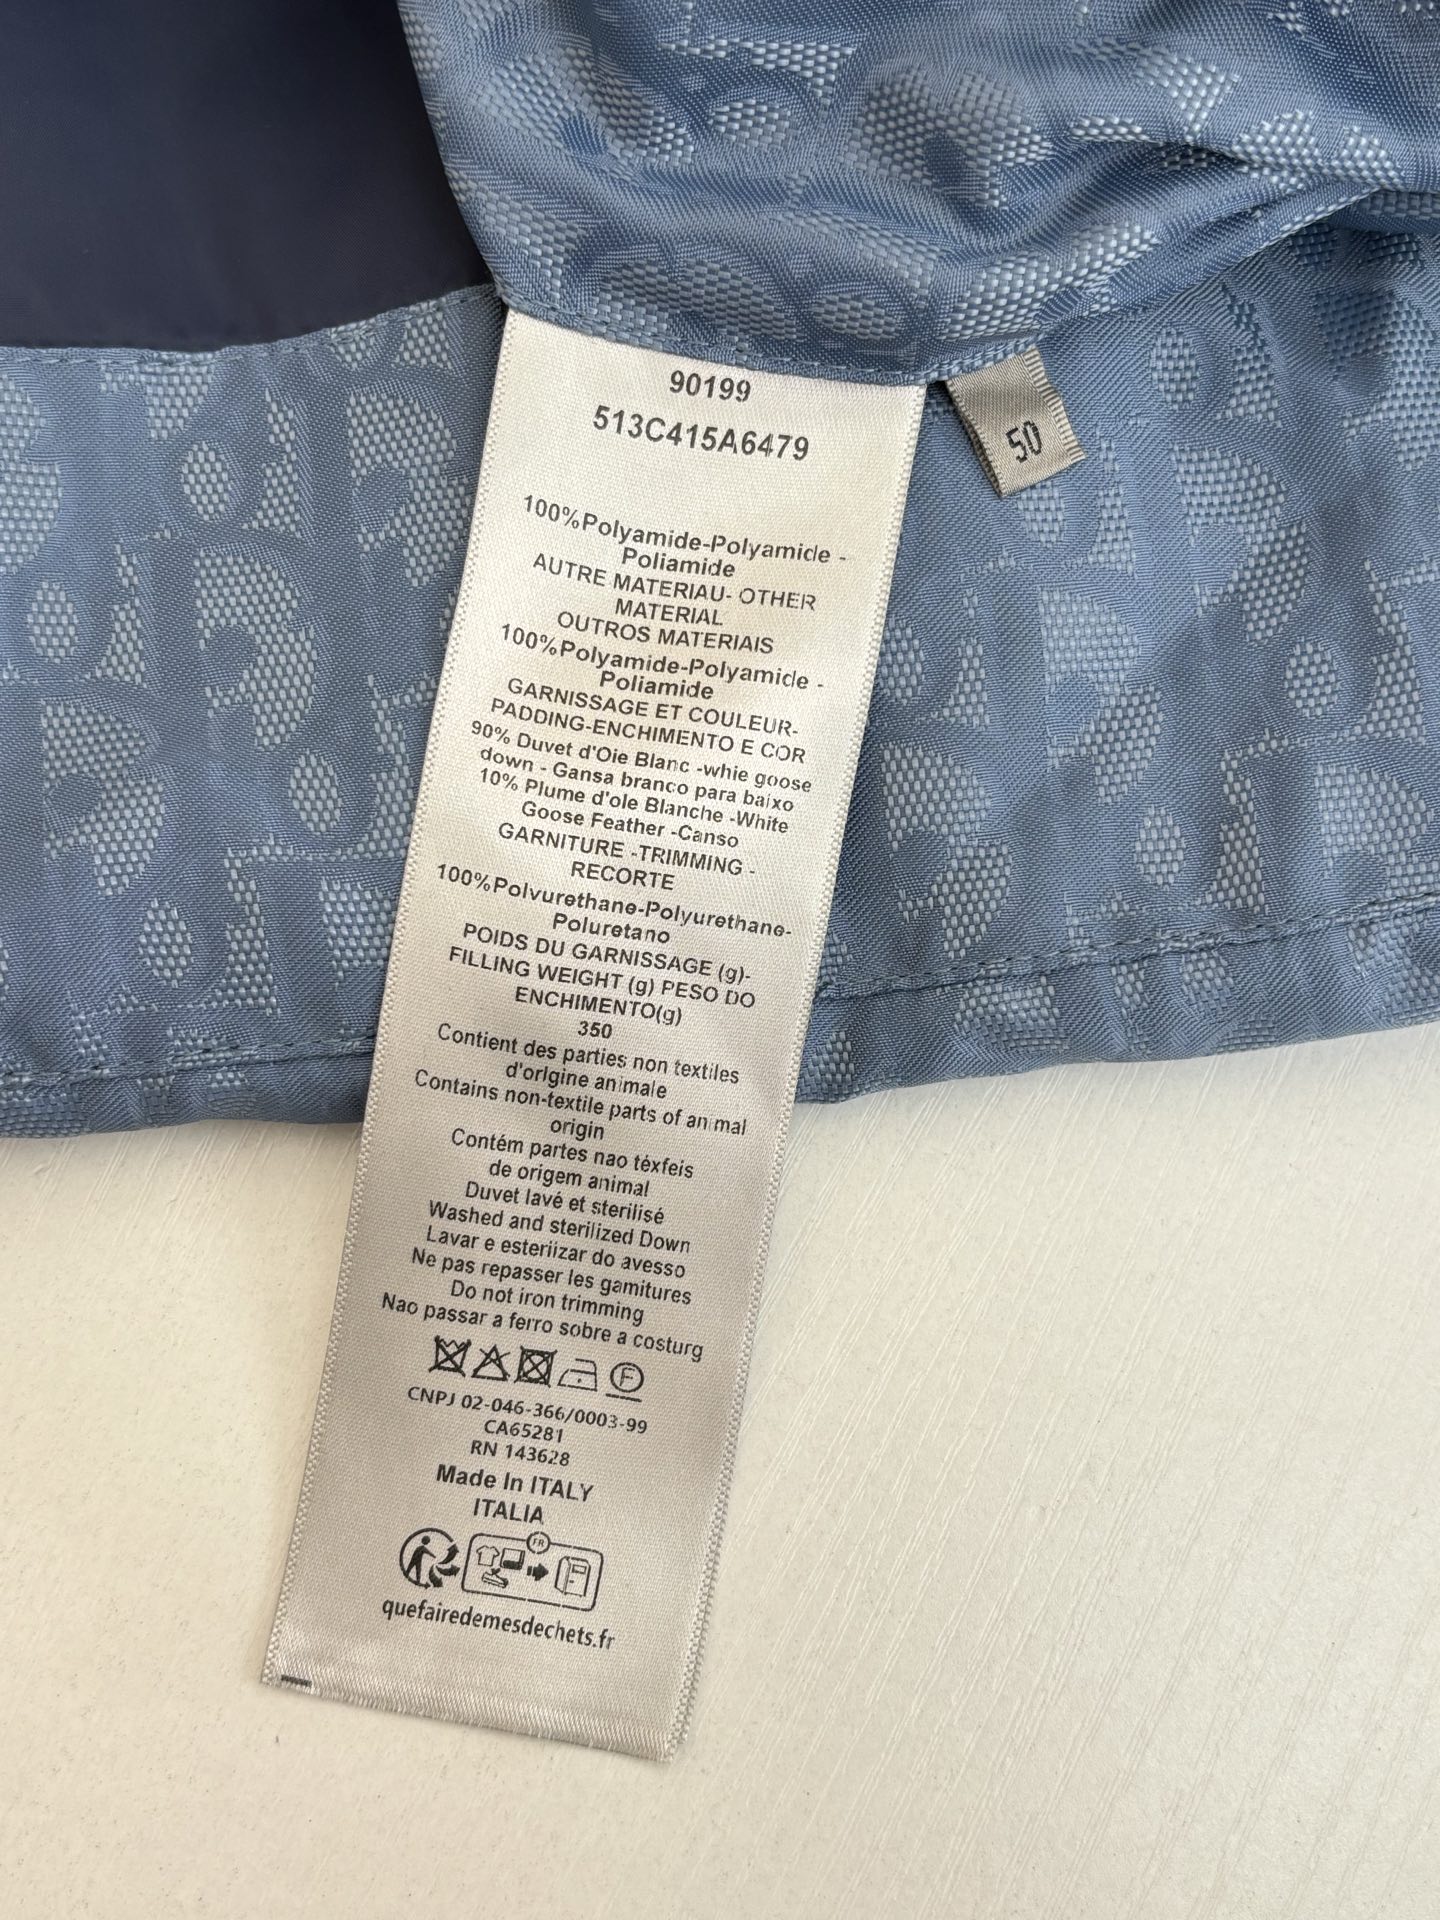 90199
513C415A6479
50
100%Polyamide-Polyamicle -
Poliamide
AUTRE MATERIAU- OTHER
MATERIAL
OUTROS MATERIAIS
100%Polyamide-Polyamicle -
Poliamide
GARNISSAGE ET COULEUR-
PADDING-ENCHIMENTO E COR
90% Duvet d'Oie Blanc -whie goose
down - Gansa branco para baixo
10% Plume d'ole Blanche -White
Goose Feather -Canso
GARNITURE -TRIMMING -
RECORTE
100%Polvurethane-Polyurethane-
Poluretano
POIDS DU GARNISSAGE (g)-
FILLING WEIGHT (g) PESO DO
ENCHIMENTO(g)
350
Contient des parties non textiles
d'orlgine animale
Contains non-textile parts of animal
origin
Contém partes nao téxfeis
de origem animal
Duvet lavé et sterilisé
Washed and sterilized Down
Lavar e esteriizar do avesso
Ne pas repasser les gamitures
Do not iron trimming
Nao passar a ferro sobre a costurg
F
CNPJ 02-046-366/0003-99
CA65281
RN 143628
Made In ITALY
ITALIA
FR
quefairedemesdechets.fr